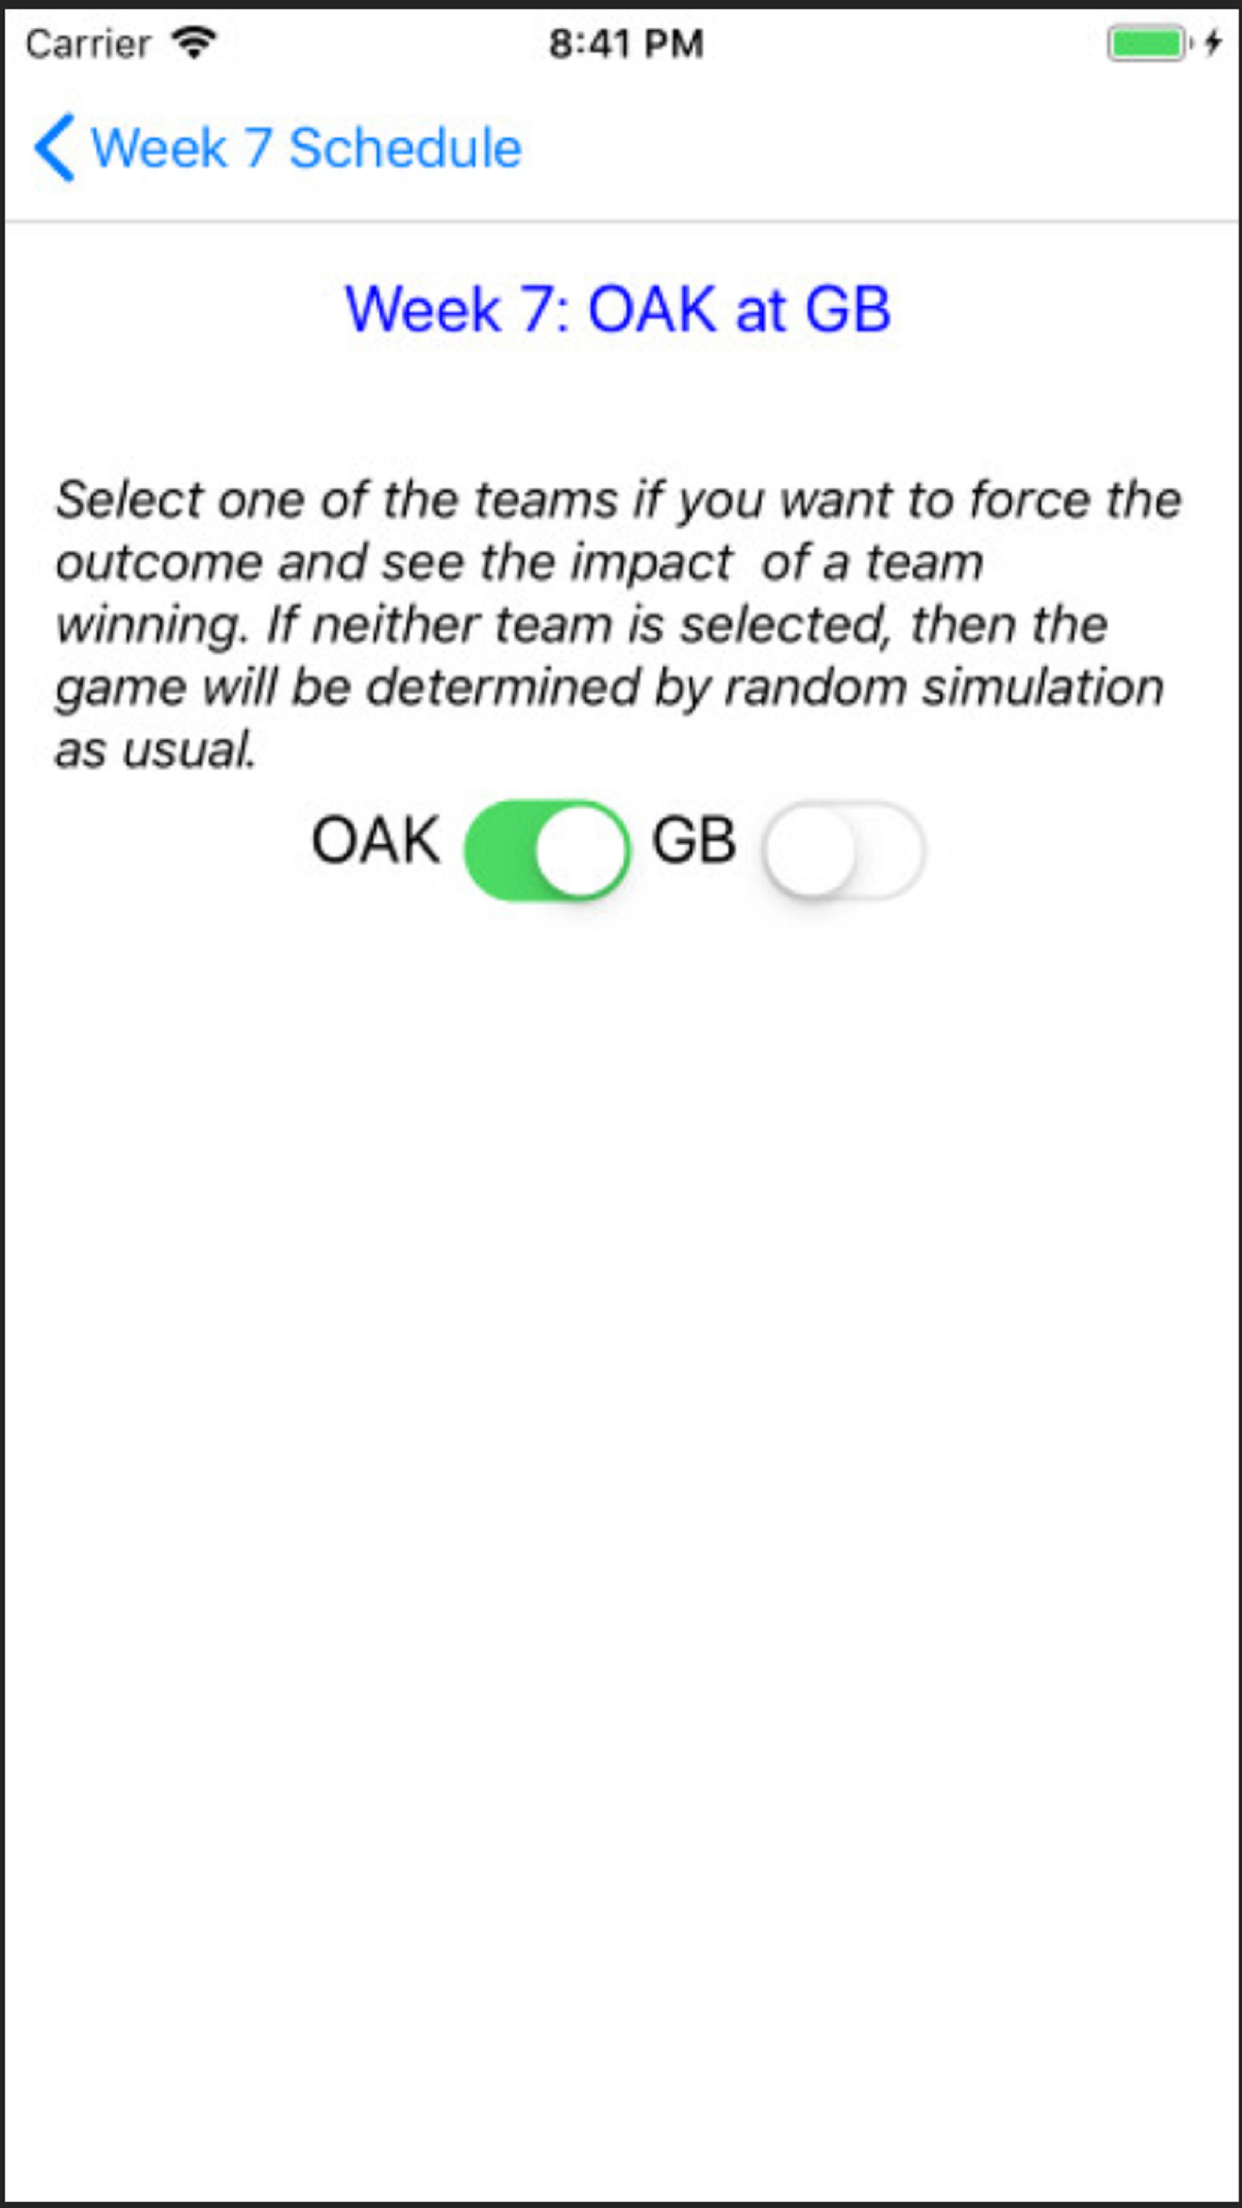 Carrier 8:41 PM
Week 7 Schedule
Week 7: OAK at GB
Select one of the teams if you want to force the
outcome and see the impact  of a team
winning. If neither team is selected, then the
game will be determined by random simulation
as usual.
OAK GB